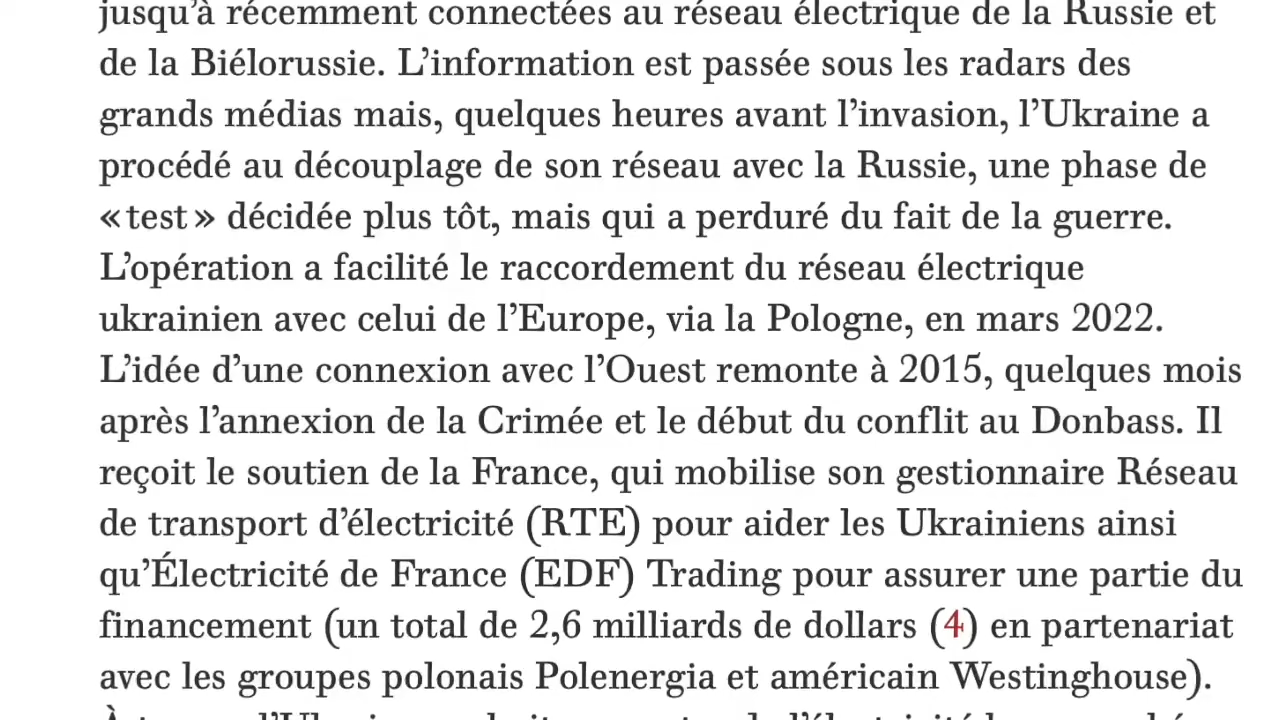 jusqu'à récemment connectées au réseau électrique de la Russie et
de la Biélorussie. L'information est passée sous les radars des
grands médias mais, quelques heures avant l'invasion, l'Ukraine a
procédé au découplage de son réseau avec la Russie, une phase de
« test » décidée plus tôt, mais qui a perduré du fait de la guerre.
L'opération a facilité le raccordement du réseau électrique
ukrainien avec celui de l'Europe, via la Pologne, en mars 2022.
L'idée d'une connexion avec l'Ouest remonte à 2015, quelques mois
après l'annexion de la Crimée et le début du conflit au Donbass. Il
reçoit le soutien de la France, qui mobilise son gestionnaire Réseau
de transport d'électricité (RTE) pour aider les Ukrainiens ainsi
qu'Électricité de France (EDF) Trading pour assurer une partie du
financement (un total de 2,6 milliards de dollars (4) en partenariat
avec les groupes polonais Polenergia et américain Westinghouse).